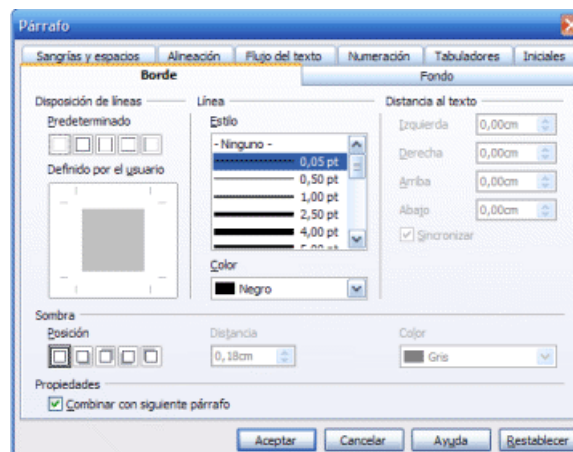 Párrafo
Sangrías y espacios Alineación Flujo del texto Numeración Tabuladores Iniciales
Borde Fondo
Disposición de líneas Línea Distancia al texto
Predeterminado
Estilo
- Ninguno -
0,05 pt
0,50 pt
1,00 pt
2,50 pt
4,00 pt
5,00 pt
Definido por el usuario
Color
Negro
Izquierda 0,00cm
Derecha 0,00cm
Arriba 0,00cm
Abajo 0,00cm
Sincronizar
Sombra
Posición Distancia Color
0,18cm Gris
Propiedades
Combinar con siguiente párrafo
Aceptar Cancelar Ayuda Restablecer